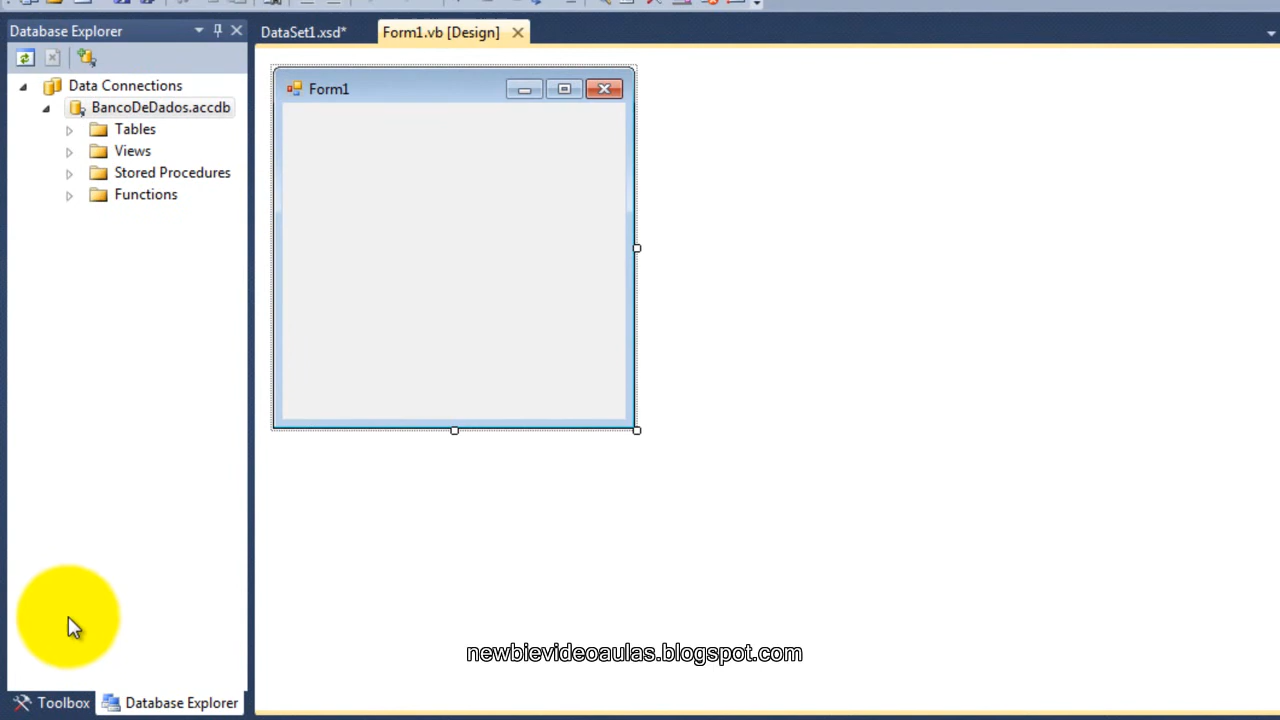 Database Explorer
DataSet1.xsd*
Form1.vb [Design]
Data Connections
BancoDeDados.accdb
Tables
Views
Stored Procedures
Functions
Form1
newbievideoaulas.blogspot.com
Toolbox
Database Explorer